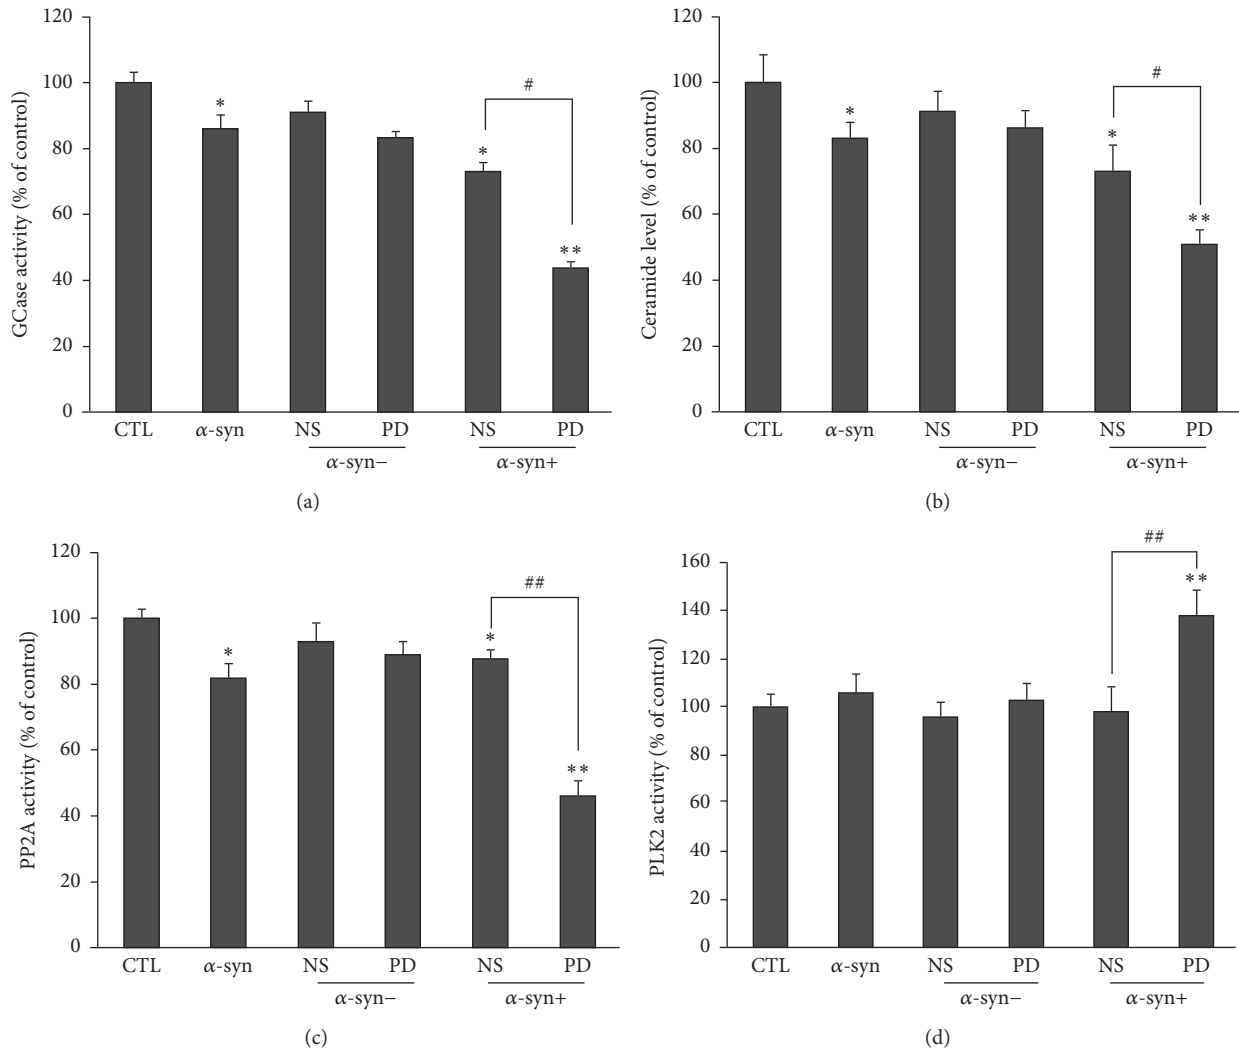 120
100
80
60
40
20
0
GCase activity (% of control)
*
*
#
**
CTL α-syn NS PD NS PD
α-syn− α-syn+
(a)
120
100
80
60
40
20
0
Ceramide level (% of control)
*
*
#
**
CTL α-syn NS PD NS PD
α-syn− α-syn+
(b)
120
100
80
60
40
20
0
PP2A activity (% of control)
*
*
##
**
CTL α-syn NS PD NS PD
α-syn− α-syn+
(c)
160
140
120
100
80
60
40
20
0
PLK2 activity (% of control)
##
**
CTL α-syn NS PD NS PD
α-syn− α-syn+
(d)